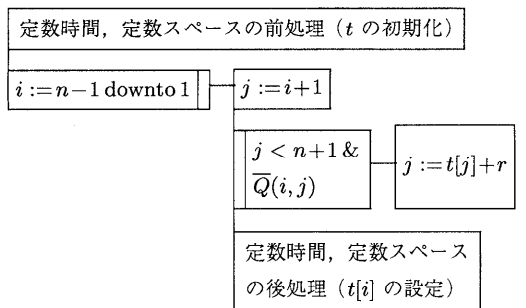 定数時間，定数スペースの前処理（t の初期化）
i := n−1 downto 1
j := i+1
j < n+1 &
Q̅(i, j)
j := t[j]+r
定数時間，定数スペース
の後処理（t[i] の設定）